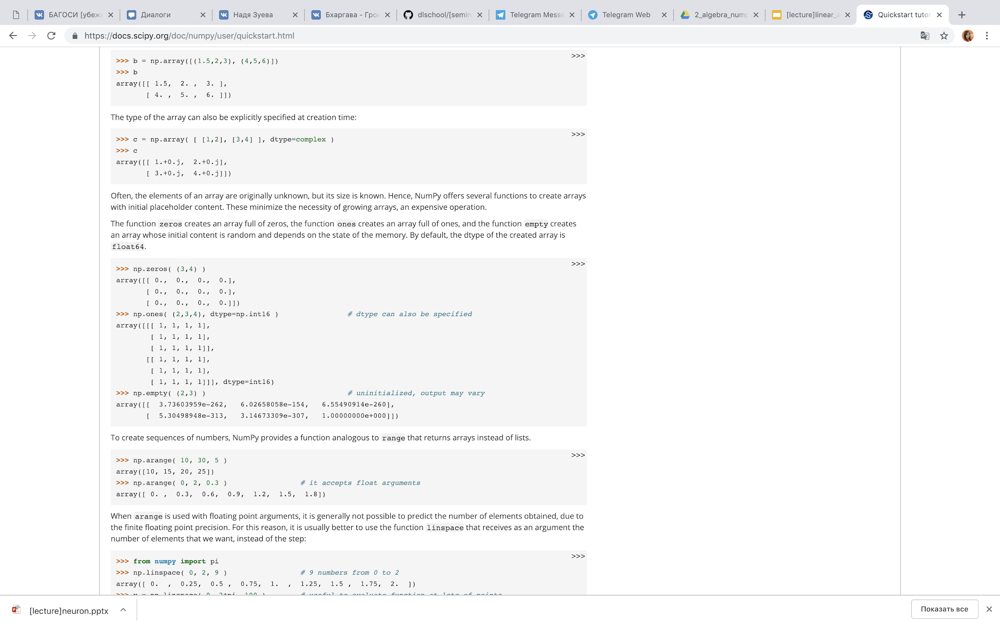 БАГОСИ [убеж
Диалоги
Надя Зуева
Бхаргава - Грок
dlschool/[semin
Telegram Messe
Telegram Web
2_algebra_nump
[lecture]linear_a
Quickstart tutor
https://docs.scipy.org/doc/numpy/user/quickstart.html
>>>
>>> b = np.array([(1.5,2,3), (4,5,6)])
>>> b
array([[ 1.5,  2. ,  3. ],
       [ 4. ,  5. ,  6. ]])
The type of the array can also be explicitly specified at creation time:
>>>
>>> c = np.array( [ [1,2], [3,4] ], dtype=complex )
>>> c
array([[ 1.+0.j,  2.+0.j],
       [ 3.+0.j,  4.+0.j]])
Often, the elements of an array are originally unknown, but its size is known. Hence, NumPy offers several functions to create arrays
with initial placeholder content. These minimize the necessity of growing arrays, an expensive operation.
The function zeros creates an array full of zeros, the function ones creates an array full of ones, and the function empty creates
an array whose initial content is random and depends on the state of the memory. By default, the dtype of the created array is
float64.
>>>
>>> np.zeros( (3,4) )
array([[ 0.,  0.,  0.,  0.],
       [ 0.,  0.,  0.,  0.],
       [ 0.,  0.,  0.,  0.]])
>>> np.ones( (2,3,4), dtype=np.int16 )                # dtype can also be specified
array([[[ 1, 1, 1, 1],
        [ 1, 1, 1, 1],
        [ 1, 1, 1, 1]],
       [[ 1, 1, 1, 1],
        [ 1, 1, 1, 1],
        [ 1, 1, 1, 1]]], dtype=int16)
>>> np.empty( (2,3) )                                 # uninitialized, output may vary
array([[  3.73603959e-262,   6.02658058e-154,   6.55490914e-260],
       [  5.30498948e-313,   3.14673309e-307,   1.00000000e+000]])
To create sequences of numbers, NumPy provides a function analogous to range that returns arrays instead of lists.
>>>
>>> np.arange( 10, 30, 5 )
array([10, 15, 20, 25])
>>> np.arange( 0, 2, 0.3 )                 # it accepts float arguments
array([ 0. ,  0.3,  0.6,  0.9,  1.2,  1.5,  1.8])
When arange is used with floating point arguments, it is generally not possible to predict the number of elements obtained, due to
the finite floating point precision. For this reason, it is usually better to use the function linspace that receives as an argument the
number of elements that we want, instead of the step:
>>>
>>> from numpy import pi
>>> np.linspace( 0, 2, 9 )                 # 9 numbers from 0 to 2
array([ 0.  ,  0.25,  0.5 ,  0.75,  1.  ,  1.25,  1.5 ,  1.75,  2.  ])
>>> x = np.linspace( 0, 2*pi, 100 )        # useful to evaluate function at lots of points
[lecture]neuron.pptx
Показать все